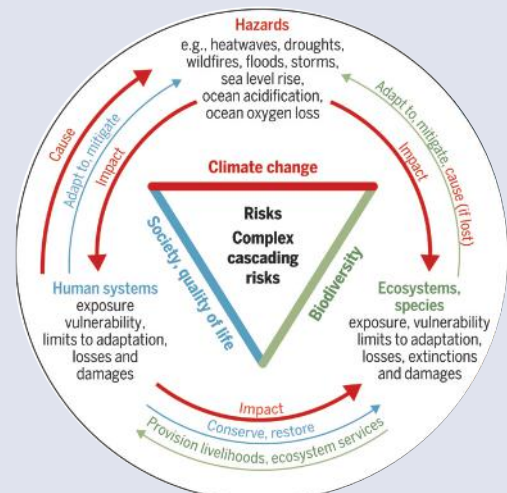 Hazards
e.g., heatwaves, droughts,
wildfires, floods, storms,
sea level rise,
ocean acidification,
ocean oxygen loss
Cause
Adapt to, mitigate
Impact
Impact
Adapt to, mitigate, cause (if lost)
Climate change
Society, quality of life
Biodiversity
Risks
Complex
cascading
risks
Human systems
exposure
vulnerability,
limits to adaptation,
losses and
damages
Ecosystems,
species
exposure, vulnerability
limits to adaptation,
losses, extinctions
and damages
Impact
Conserve, restore
Provision livelihoods, ecosystem services